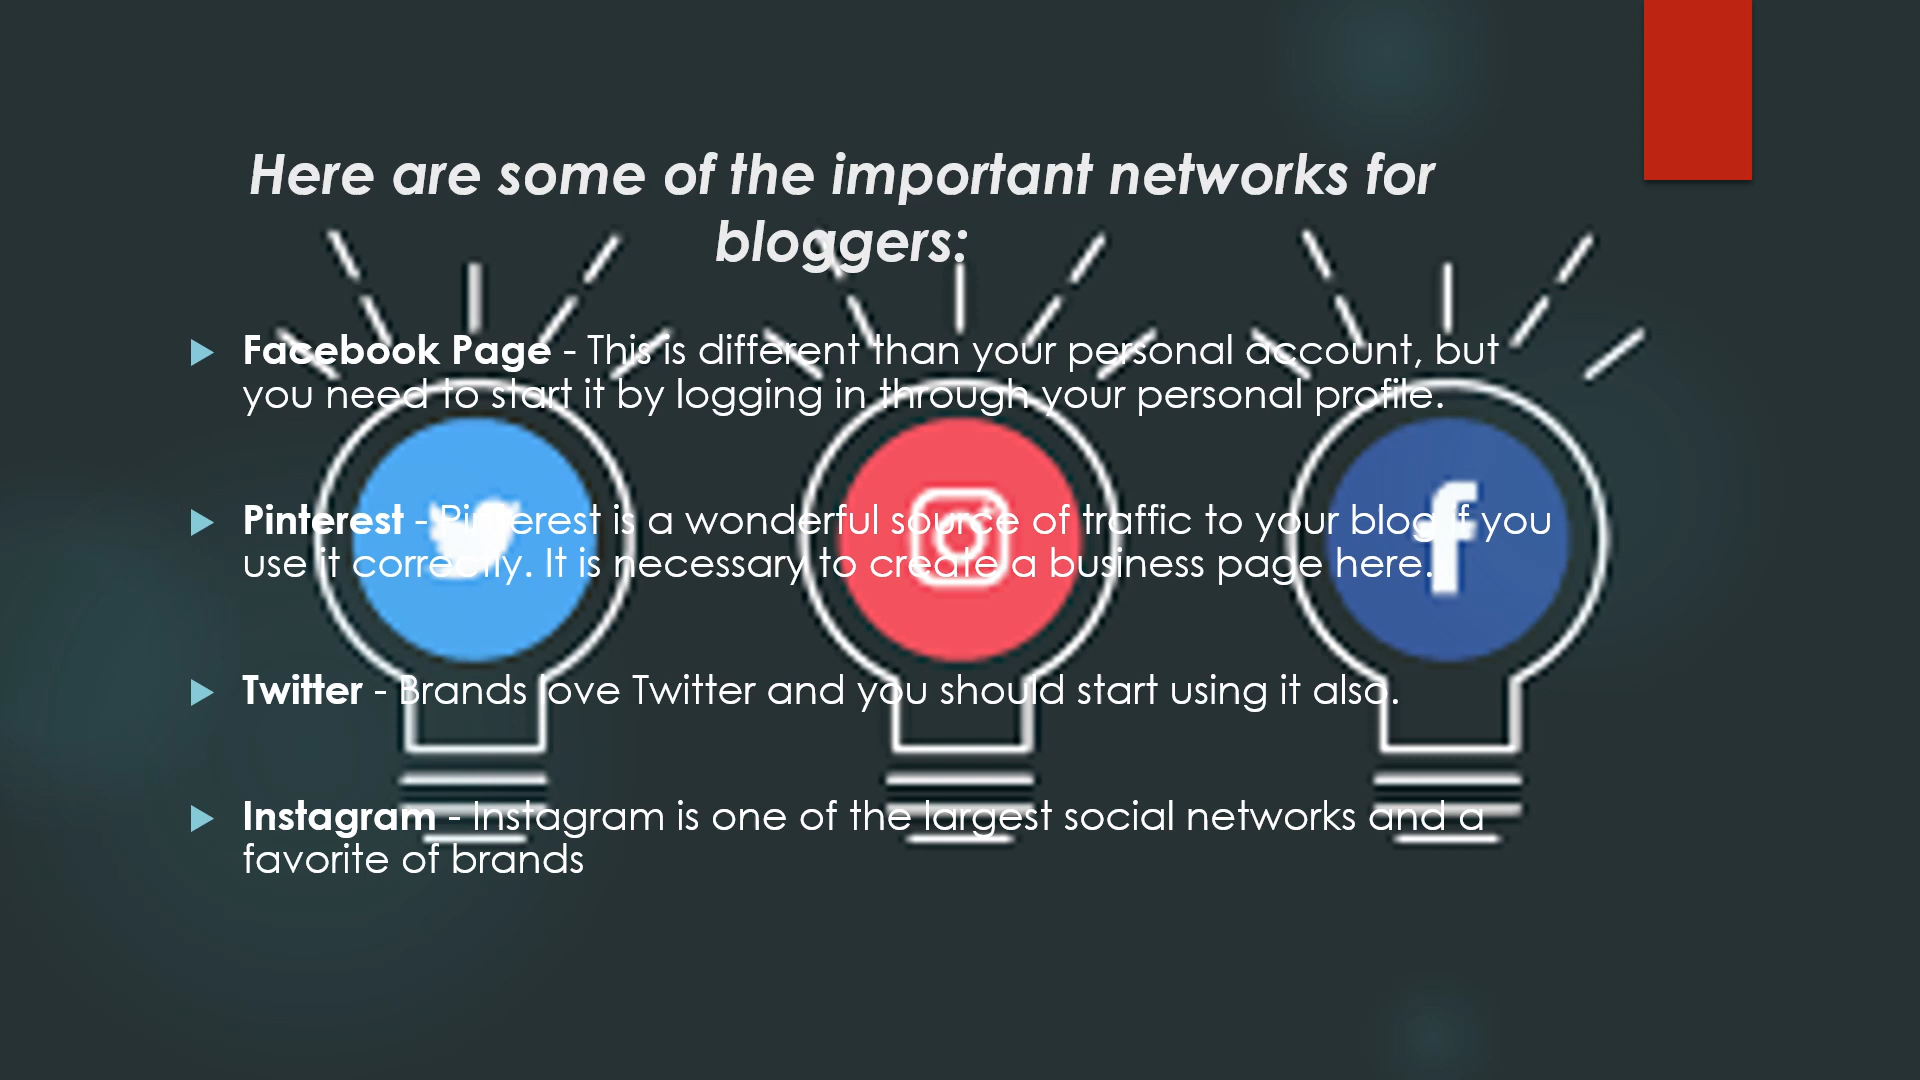 Here are some of the important networks for
bloggers:
Facebook Page - This is different than your personal account, but
you need to start it by logging in through your personal profile.
Pinterest - Pinterest is a wonderful source of traffic to your blog if you
use it correctly. It is necessary to create a business page here.
Twitter - Brands love Twitter and you should start using it also.
Instagram - Instagram is one of the largest social networks and a
favorite of brands